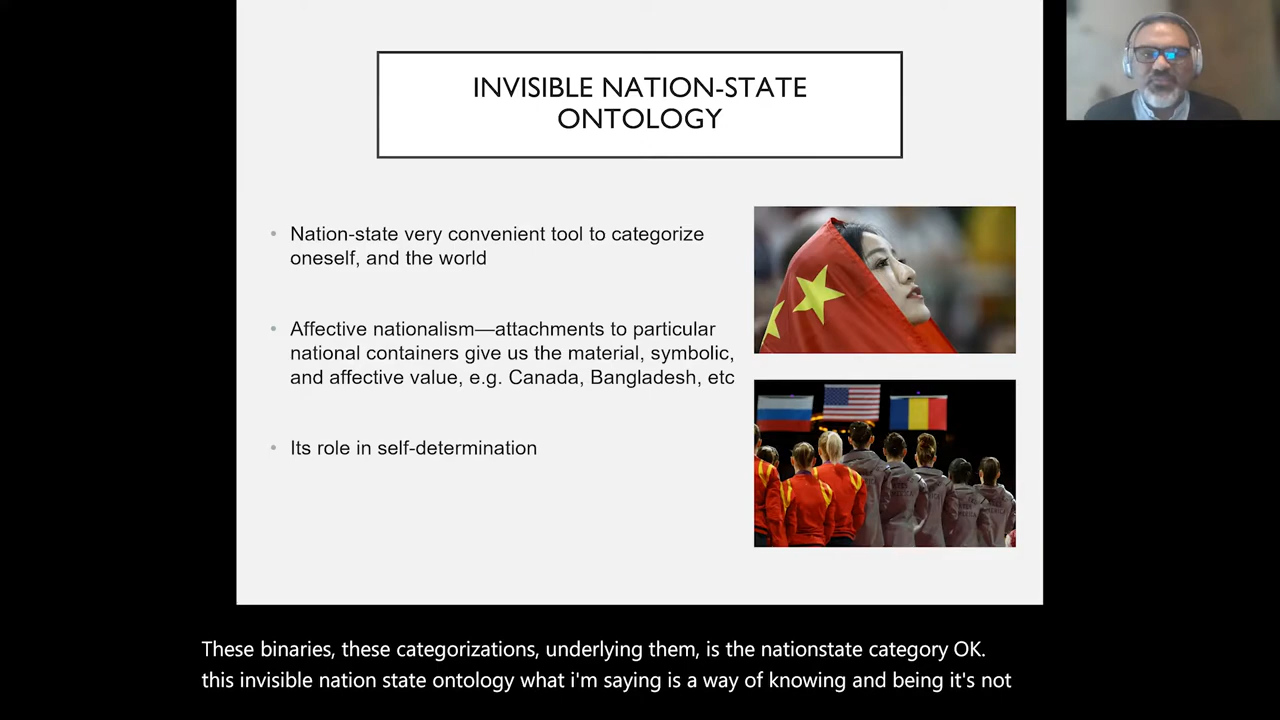 INVISIBLE NATION-STATE
ONTOLOGY
Nation-state very convenient tool to categorize
oneself, and the world
Affective nationalism—attachments to particular
national containers give us the material, symbolic,
and affective value, e.g. Canada, Bangladesh, etc
Its role in self-determination
These binaries, these categorizations, underlying them, is the nationstate category OK.
this invisible nation state ontology what i'm saying is a way of knowing and being it's not